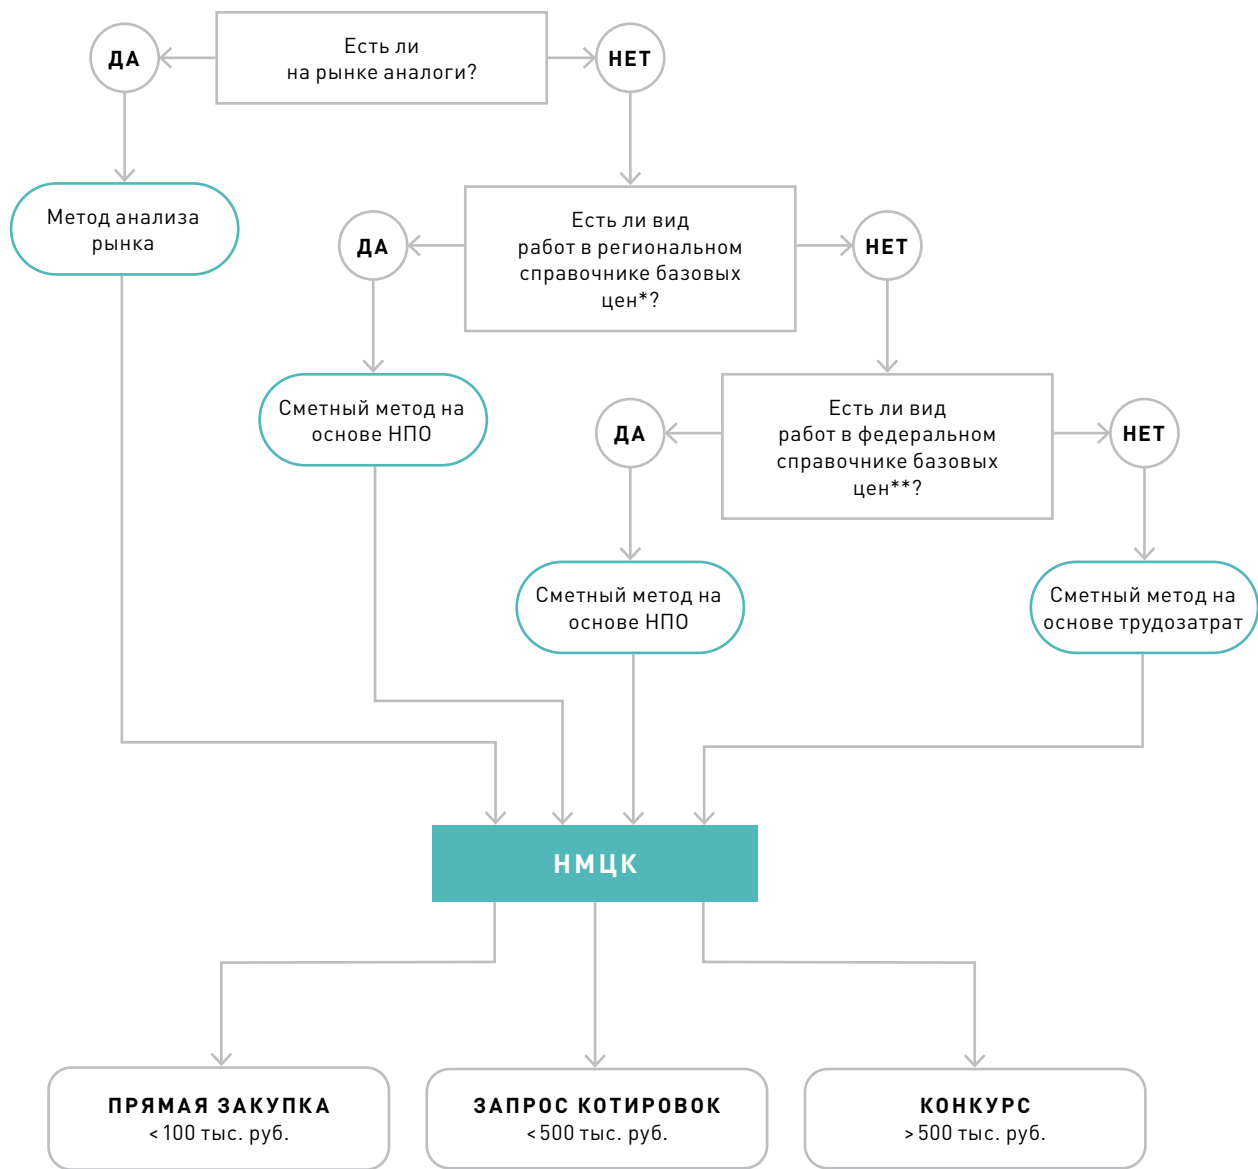 ДА
Есть ли
на рынке аналоги?
НЕТ
Метод анализа
рынка
ДА
Есть ли вид
работ в региональном
справочнике базовых
цен*?
НЕТ
Сметный метод на
основе НПО
ДА
Есть ли вид
работ в федеральном
справочнике базовых
цен**?
НЕТ
Сметный метод на
основе НПО
Сметный метод на
основе трудозатрат
НМЦК
ПРЯМАЯ ЗАКУПКА
< 100 тыс. руб.
ЗАПРОС КОТИРОВОК
< 500 тыс. руб.
КОНКУРС
> 500 тыс. руб.